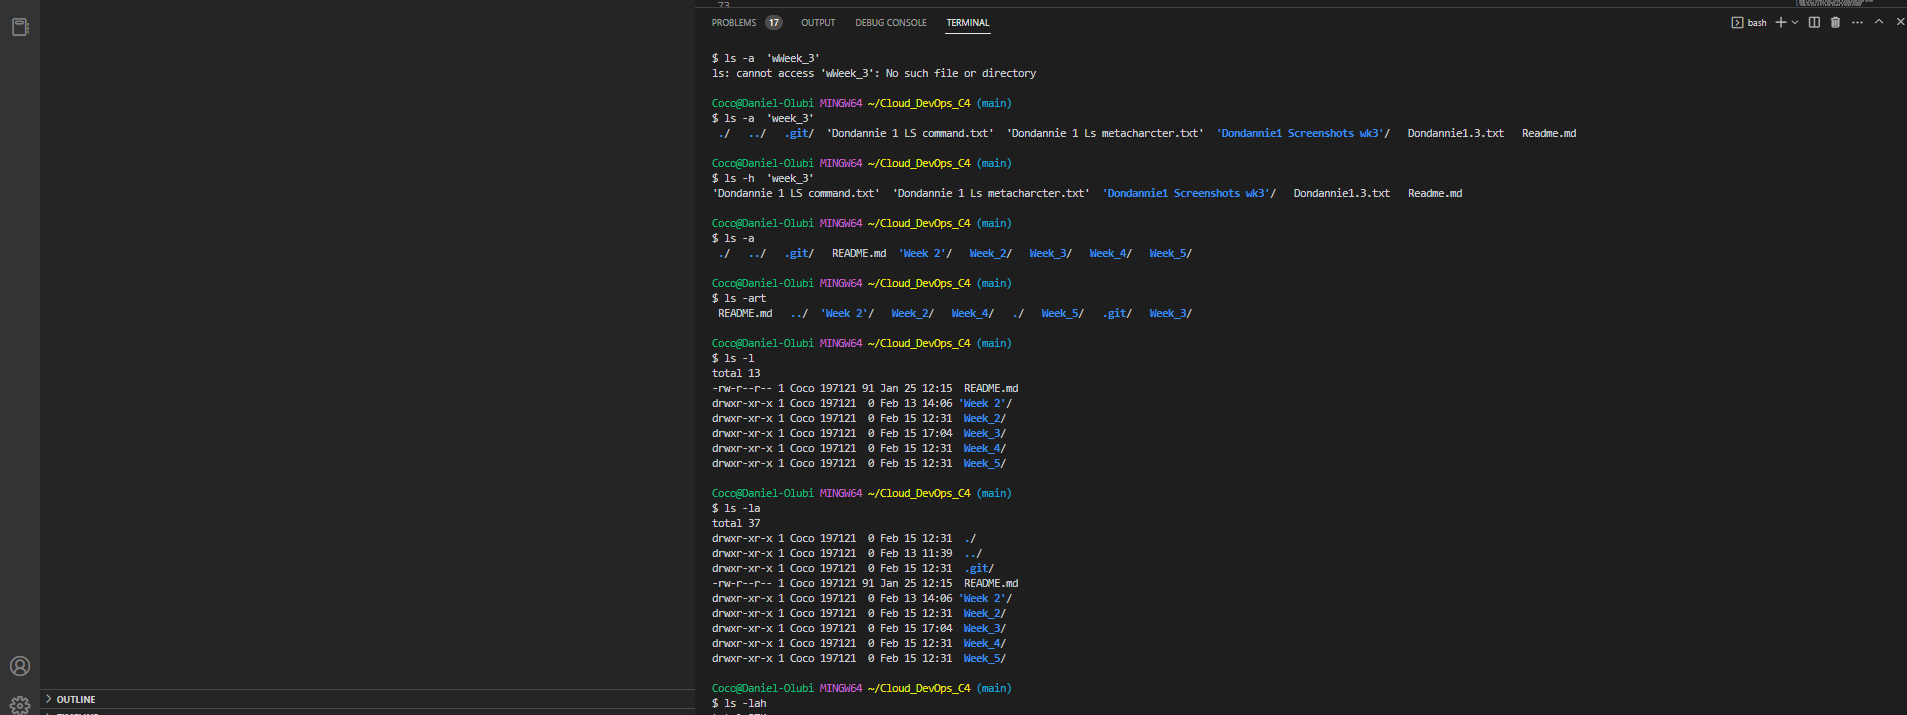 73
PROBLEMS 17 OUTPUT DEBUG CONSOLE TERMINAL bash
$ ls -a  'wWeek_3'
ls: cannot access 'wWeek_3': No such file or directory
Coco@Daniel-Olubi MINGW64 ~/Cloud_DevOps_C4 (main)
$ ls -a  'week_3'
./   ../   .git/  'Dondannie 1 LS command.txt'  'Dondannie 1 Ls metacharcter.txt'  'Dondannie1 Screenshots wk3'/   Dondannie1.3.txt   Readme.md
Coco@Daniel-Olubi MINGW64 ~/Cloud_DevOps_C4 (main)
$ ls -h  'week_3'
'Dondannie 1 LS command.txt'  'Dondannie 1 Ls metacharcter.txt'  'Dondannie1 Screenshots wk3'/   Dondannie1.3.txt   Readme.md
Coco@Daniel-Olubi MINGW64 ~/Cloud_DevOps_C4 (main)
$ ls -a
./   ../   .git/   README.md  'Week 2'/   Week_2/   Week_3/   Week_4/   Week_5/
Coco@Daniel-Olubi MINGW64 ~/Cloud_DevOps_C4 (main)
$ ls -art
README.md   ../  'Week 2'/   Week_2/   Week_4/   ./   Week_5/   .git/   Week_3/
Coco@Daniel-Olubi MINGW64 ~/Cloud_DevOps_C4 (main)
$ ls -l
total 13
-rw-r--r-- 1 Coco 197121 91 Jan 25 12:15  README.md
drwxr-xr-x 1 Coco 197121  0 Feb 13 14:06 'Week 2'/
drwxr-xr-x 1 Coco 197121  0 Feb 15 12:31  Week_2/
drwxr-xr-x 1 Coco 197121  0 Feb 15 17:04  Week_3/
drwxr-xr-x 1 Coco 197121  0 Feb 15 12:31  Week_4/
drwxr-xr-x 1 Coco 197121  0 Feb 15 12:31  Week_5/
Coco@Daniel-Olubi MINGW64 ~/Cloud_DevOps_C4 (main)
$ ls -la
total 37
drwxr-xr-x 1 Coco 197121  0 Feb 15 12:31  ./
drwxr-xr-x 1 Coco 197121  0 Feb 13 11:39  ../
drwxr-xr-x 1 Coco 197121  0 Feb 15 12:31  .git/
-rw-r--r-- 1 Coco 197121 91 Jan 25 12:15  README.md
drwxr-xr-x 1 Coco 197121  0 Feb 13 14:06 'Week 2'/
drwxr-xr-x 1 Coco 197121  0 Feb 15 12:31  Week_2/
drwxr-xr-x 1 Coco 197121  0 Feb 15 17:04  Week_3/
drwxr-xr-x 1 Coco 197121  0 Feb 15 12:31  Week_4/
drwxr-xr-x 1 Coco 197121  0 Feb 15 12:31  Week_5/
Coco@Daniel-Olubi MINGW64 ~/Cloud_DevOps_C4 (main)
$ ls -lah
OUTLINE